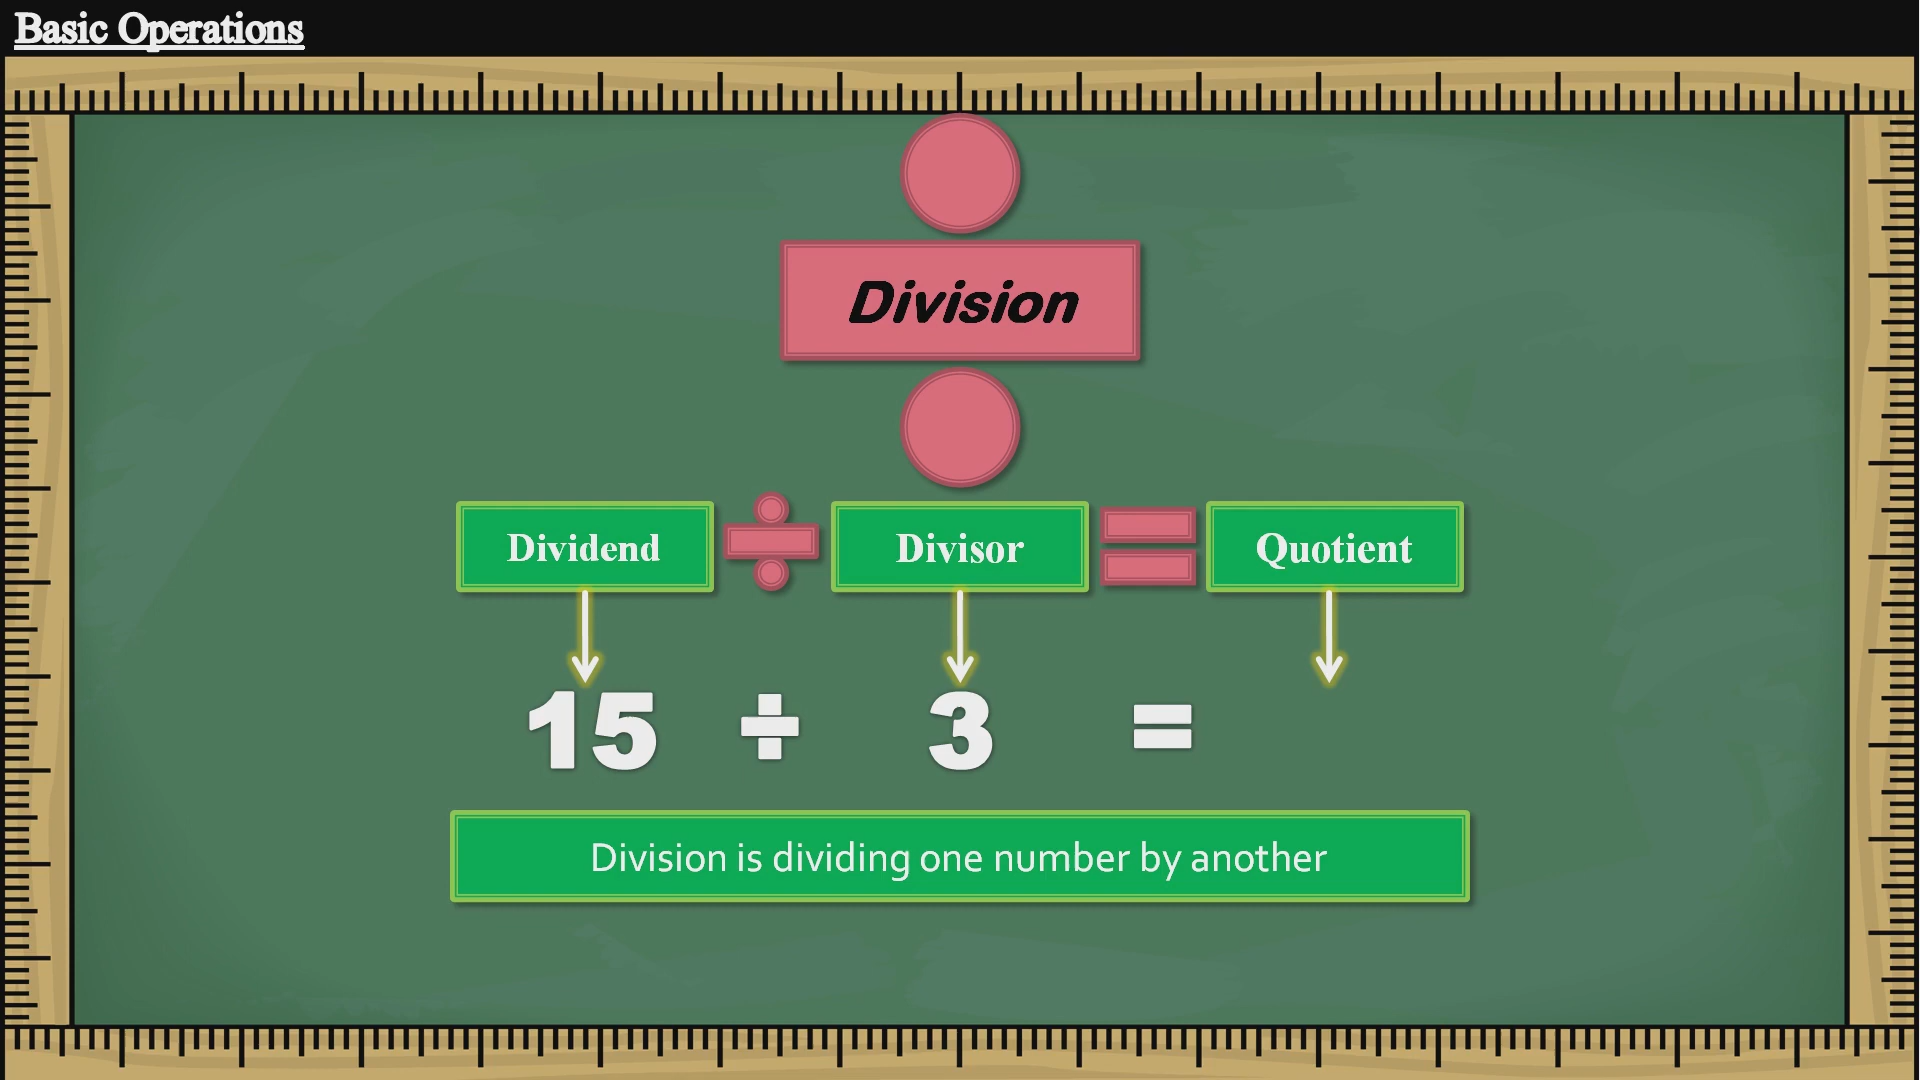 Basic Operations
Division
Dividend ÷ Divisor = Quotient
15 ÷ 3 =
Division is dividing one number by another